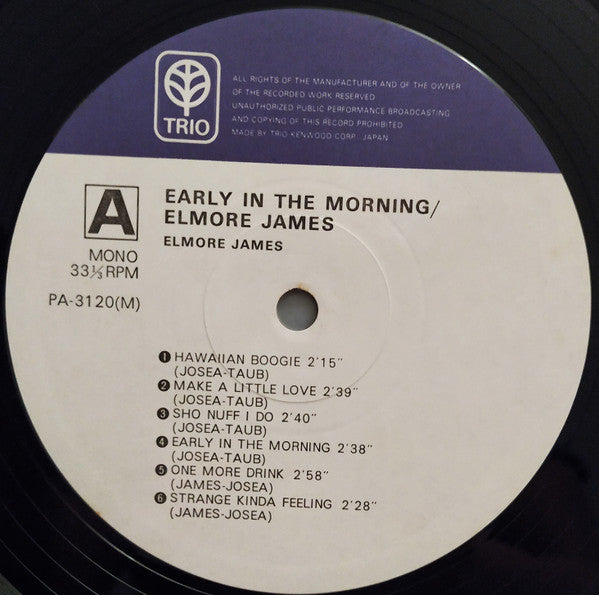 TRIO
ALL RIGHTS OF THE MANUFACTURER AND OF THE OWNER
OF THE RECORDED WORK RESERVED
UNAUTHORIZED PUBLIC PERFORMANCE BROADCASTING
AND COPYING OF THIS RECORD PROHIBITED
MADE BY TRIO-KENWOOD CORP. JAPAN
A
MONO
33⅓RPM
PA-3120(M)
EARLY IN THE MORNING/
ELMORE JAMES
ELMORE JAMES
❶ HAWAIIAN BOOGIE 2'15"
(JOSEA-TAUB)
❷ MAKE A LITTLE LOVE 2'39"
(JOSEA-TAUB)
❸ SHO NUFF I DO 2'40"
(JOSEA-TAUB)
❹ EARLY IN THE MORNING 2'38"
(JOSEA-TAUB)
❺ ONE MORE DRINK 2'58"
(JAMES-JOSEA)
❻ STRANGE KINDA FEELING 2'28"
(JAMES-JOSEA)